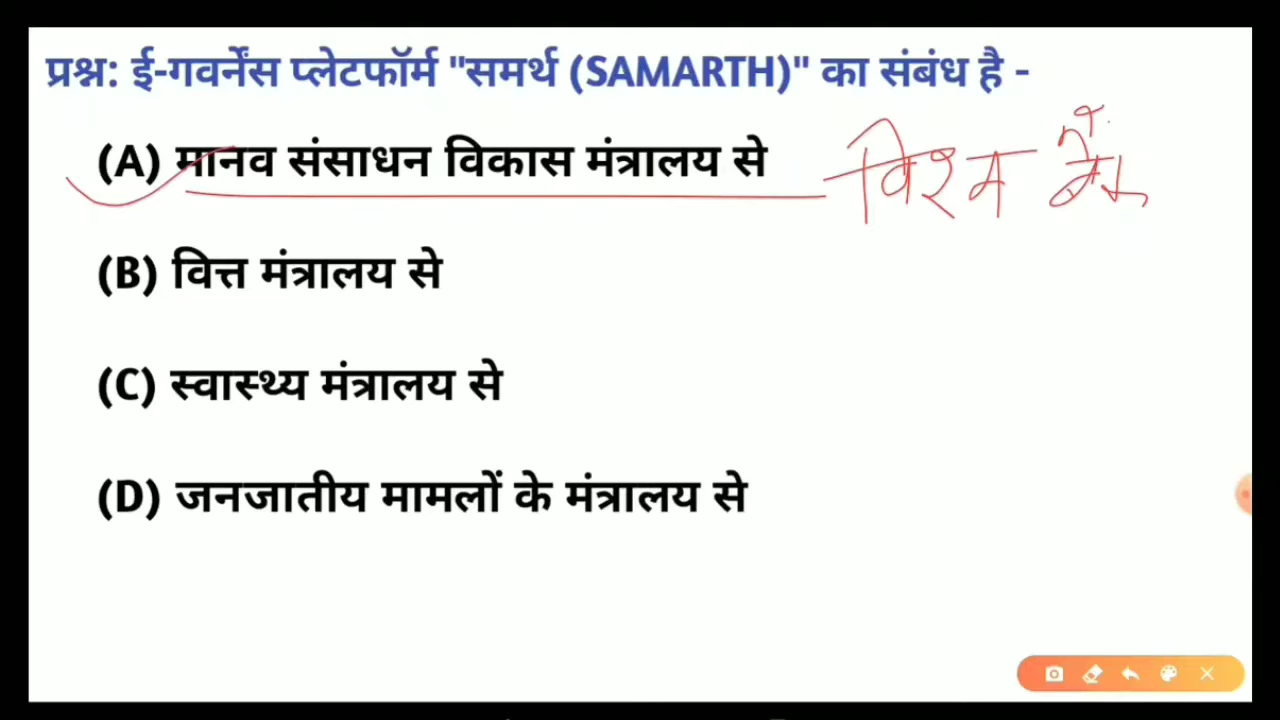 प्रश्न: ई-गवर्नेंस प्लेटफॉर्म "समर्थ (SAMARTH)" का संबंध है -
(A) मानव संसाधन विकास मंत्रालय से
(B) वित्त मंत्रालय से
(C) स्वास्थ्य मंत्रालय से
(D) जनजातीय मामलों के मंत्रालय से